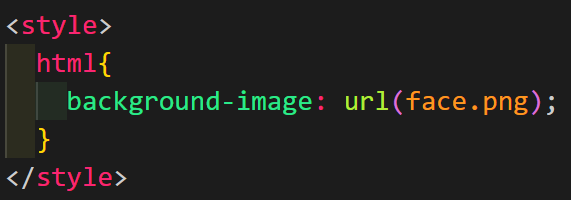 <style>
html{
background-image: url(face.png);
}
</style>